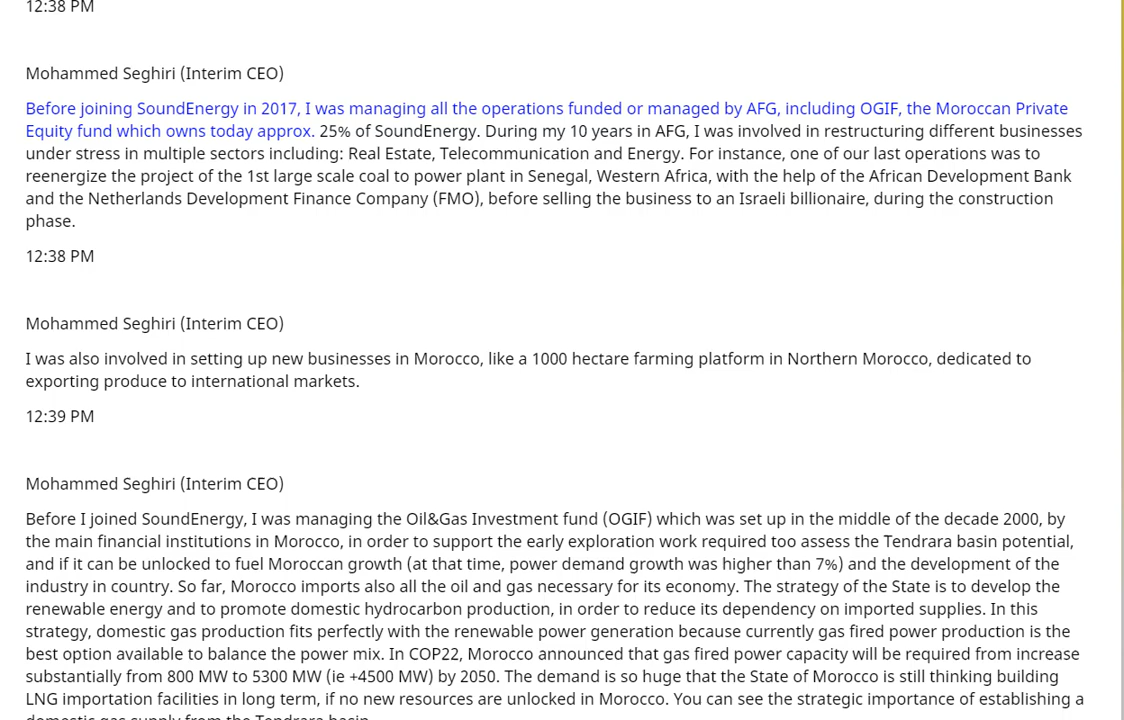 12:38 PM
Mohammed Seghiri (Interim CEO)
Before joining SoundEnergy in 2017, I was managing all the operations funded or managed by AFG, including OGIF, the Moroccan Private
Equity fund which owns today approx. 25% of SoundEnergy. During my 10 years in AFG, I was involved in restructuring different businesses
under stress in multiple sectors including: Real Estate, Telecommunication and Energy. For instance, one of our last operations was to
reenergize the project of the 1st large scale coal to power plant in Senegal, Western Africa, with the help of the African Development Bank
and the Netherlands Development Finance Company (FMO), before selling the business to an Israeli billionaire, during the construction
phase.
12:38 PM
Mohammed Seghiri (Interim CEO)
I was also involved in setting up new businesses in Morocco, like a 1000 hectare farming platform in Northern Morocco, dedicated to
exporting produce to international markets.
12:39 PM
Mohammed Seghiri (Interim CEO)
Before I joined SoundEnergy, I was managing the Oil&Gas Investment fund (OGIF) which was set up in the middle of the decade 2000, by
the main financial institutions in Morocco, in order to support the early exploration work required too assess the Tendrara basin potential,
and if it can be unlocked to fuel Moroccan growth (at that time, power demand growth was higher than 7%) and the development of the
industry in country. So far, Morocco imports also all the oil and gas necessary for its economy. The strategy of the State is to develop the
renewable energy and to promote domestic hydrocarbon production, in order to reduce its dependency on imported supplies. In this
strategy, domestic gas production fits perfectly with the renewable power generation because currently gas fired power production is the
best option available to balance the power mix. In COP22, Morocco announced that gas fired power capacity will be required from increase
substantially from 800 MW to 5300 MW (ie +4500 MW) by 2050. The demand is so huge that the State of Morocco is still thinking building
LNG importation facilities in long term, if no new resources are unlocked in Morocco. You can see the strategic importance of establishing a
domestic gas supply from the Tendrara basin